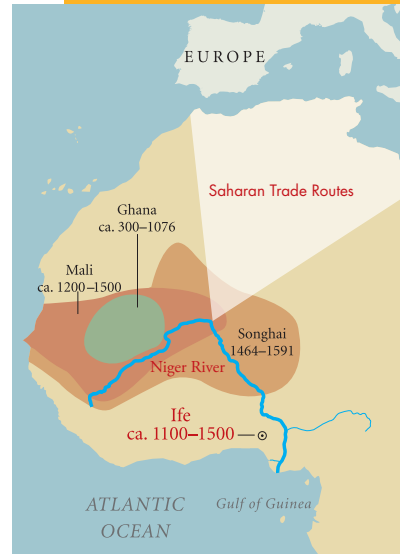 EUROPE
Saharan Trade Routes
Ghana
ca. 300–1076
Mali
ca. 1200–1500
Songhai
1464–1591
Niger River
Ife
ca. 1100–1500
ATLANTIC
OCEAN
Gulf of Guinea